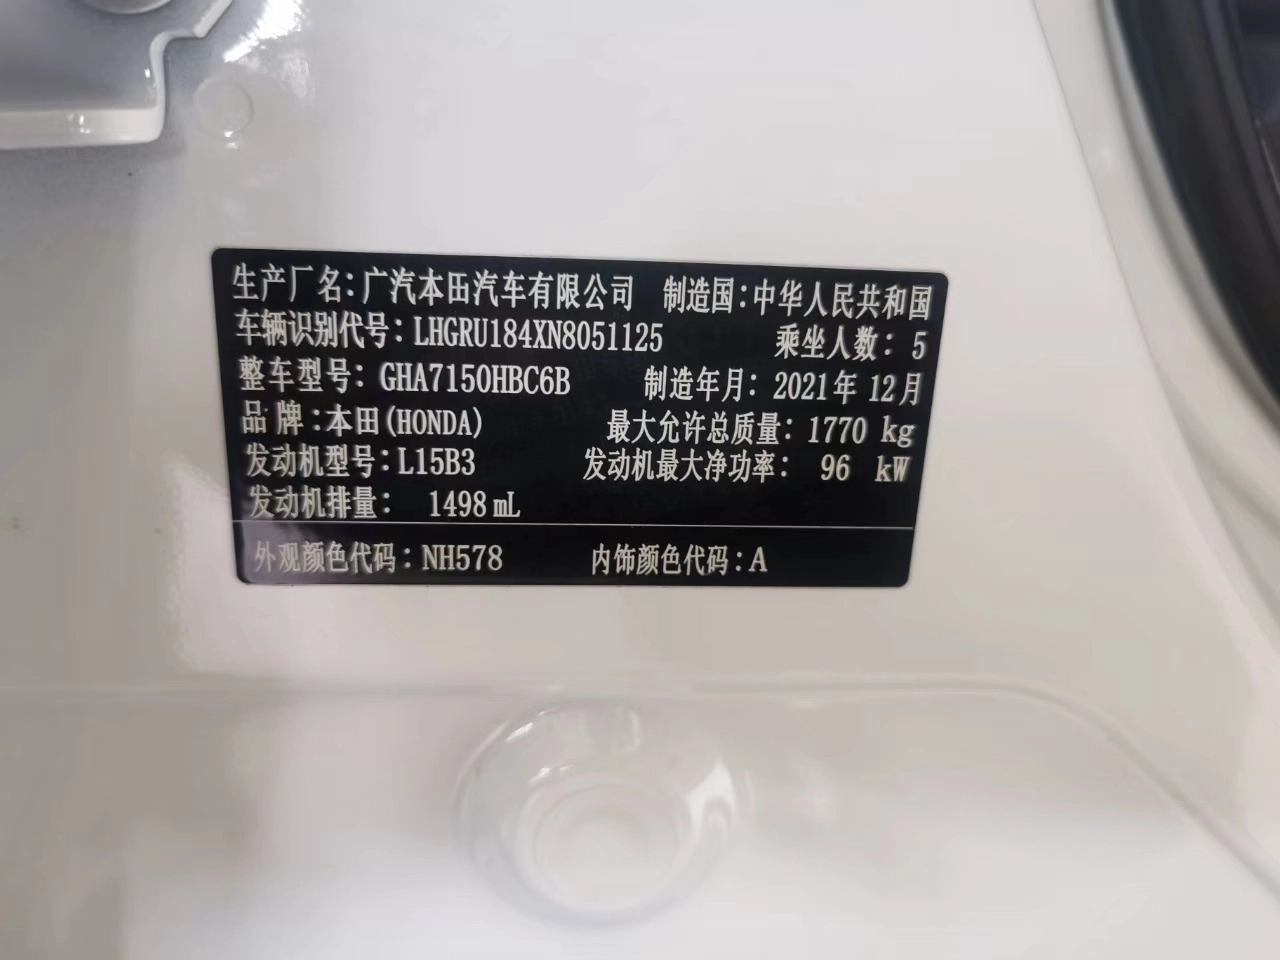 生产厂名：广汽本田汽车有限公司 制造国：中华人民共和国
车辆识别代号：LHGRU184XN8051125 乘坐人数：5
整车型号：GHA7150HBC6B 制造年月：2021年12月
品牌：本田(HONDA) 最大允许总质量：1770 kg
发动机型号：L15B3 发动机最大净功率：96 kW
发动机排量：1498 mL
外观颜色代码：NH578 内饰颜色代码：A